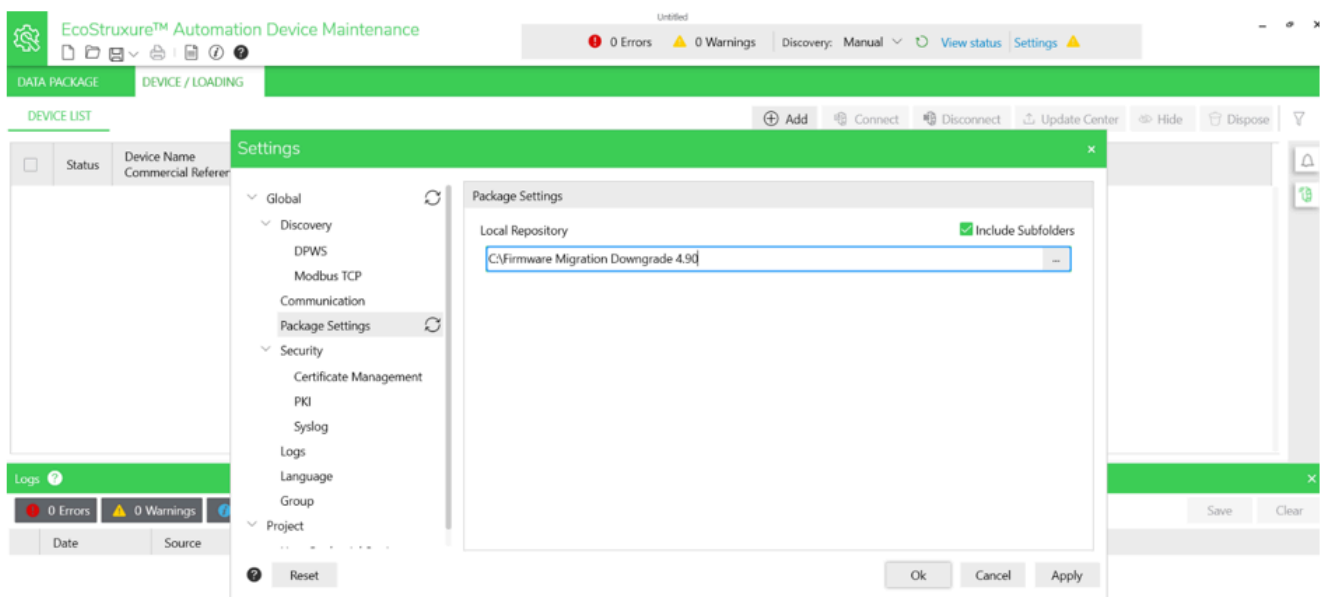 Untitled
EcoStruxure™ Automation Device Maintenance
0 Errors 0 Warnings Discovery: Manual View status Settings
DATA PACKAGE DEVICE / LOADING
DEVICE LIST
Add Connect Disconnect Update Center Hide Dispose
Status
Device Name
Commercial Referen
Settings
Global
Discovery
DPWS
Modbus TCP
Communication
Package Settings
Security
Certificate Management
PKI
Syslog
Logs
Language
Group
Project
Package Settings
Local Repository Include Subfolders
C:\Firmware Migration Downgrade 4.90
...
Reset Ok Cancel Apply
Logs
0 Errors 0 Warnings
Save Clear
Date Source